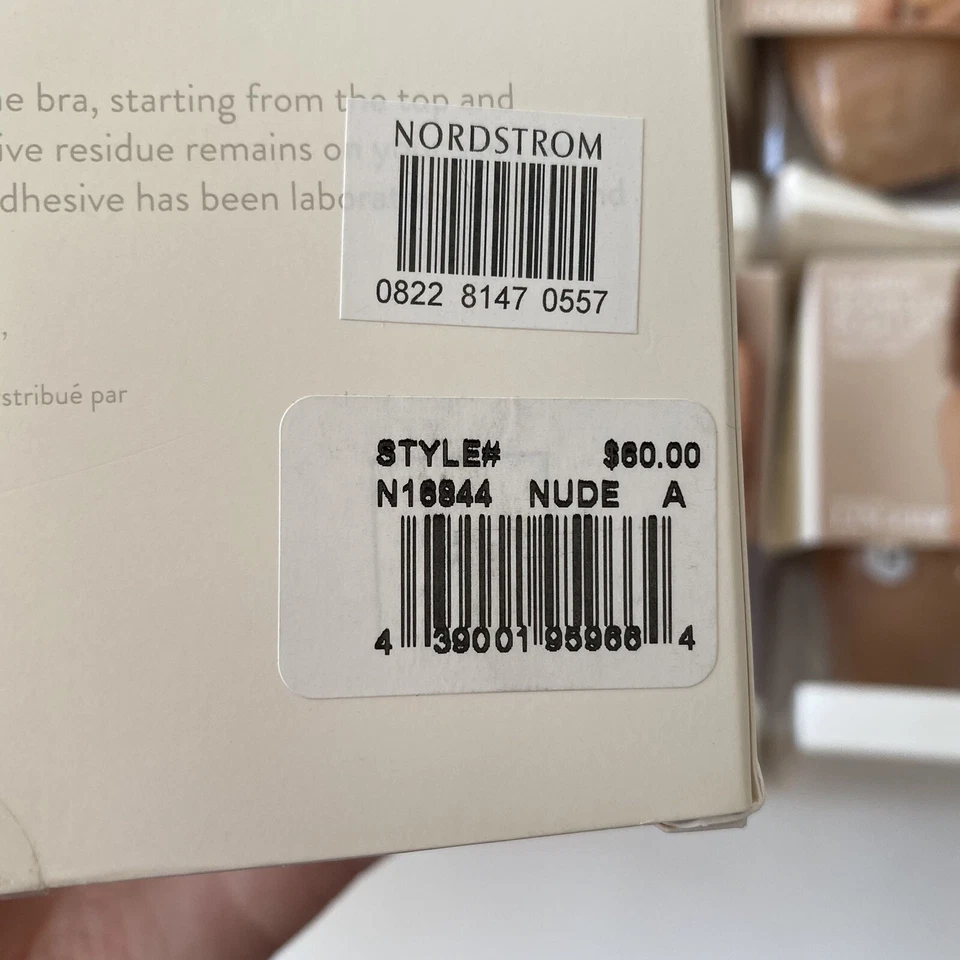 e bra, starting from the top and
ive residue remains on
dhesive has been
NORDSTROM
0822 8147 0557
,
stribué par
STYLE# $60.00
N16844 NUDE A
4 39001 95966 4